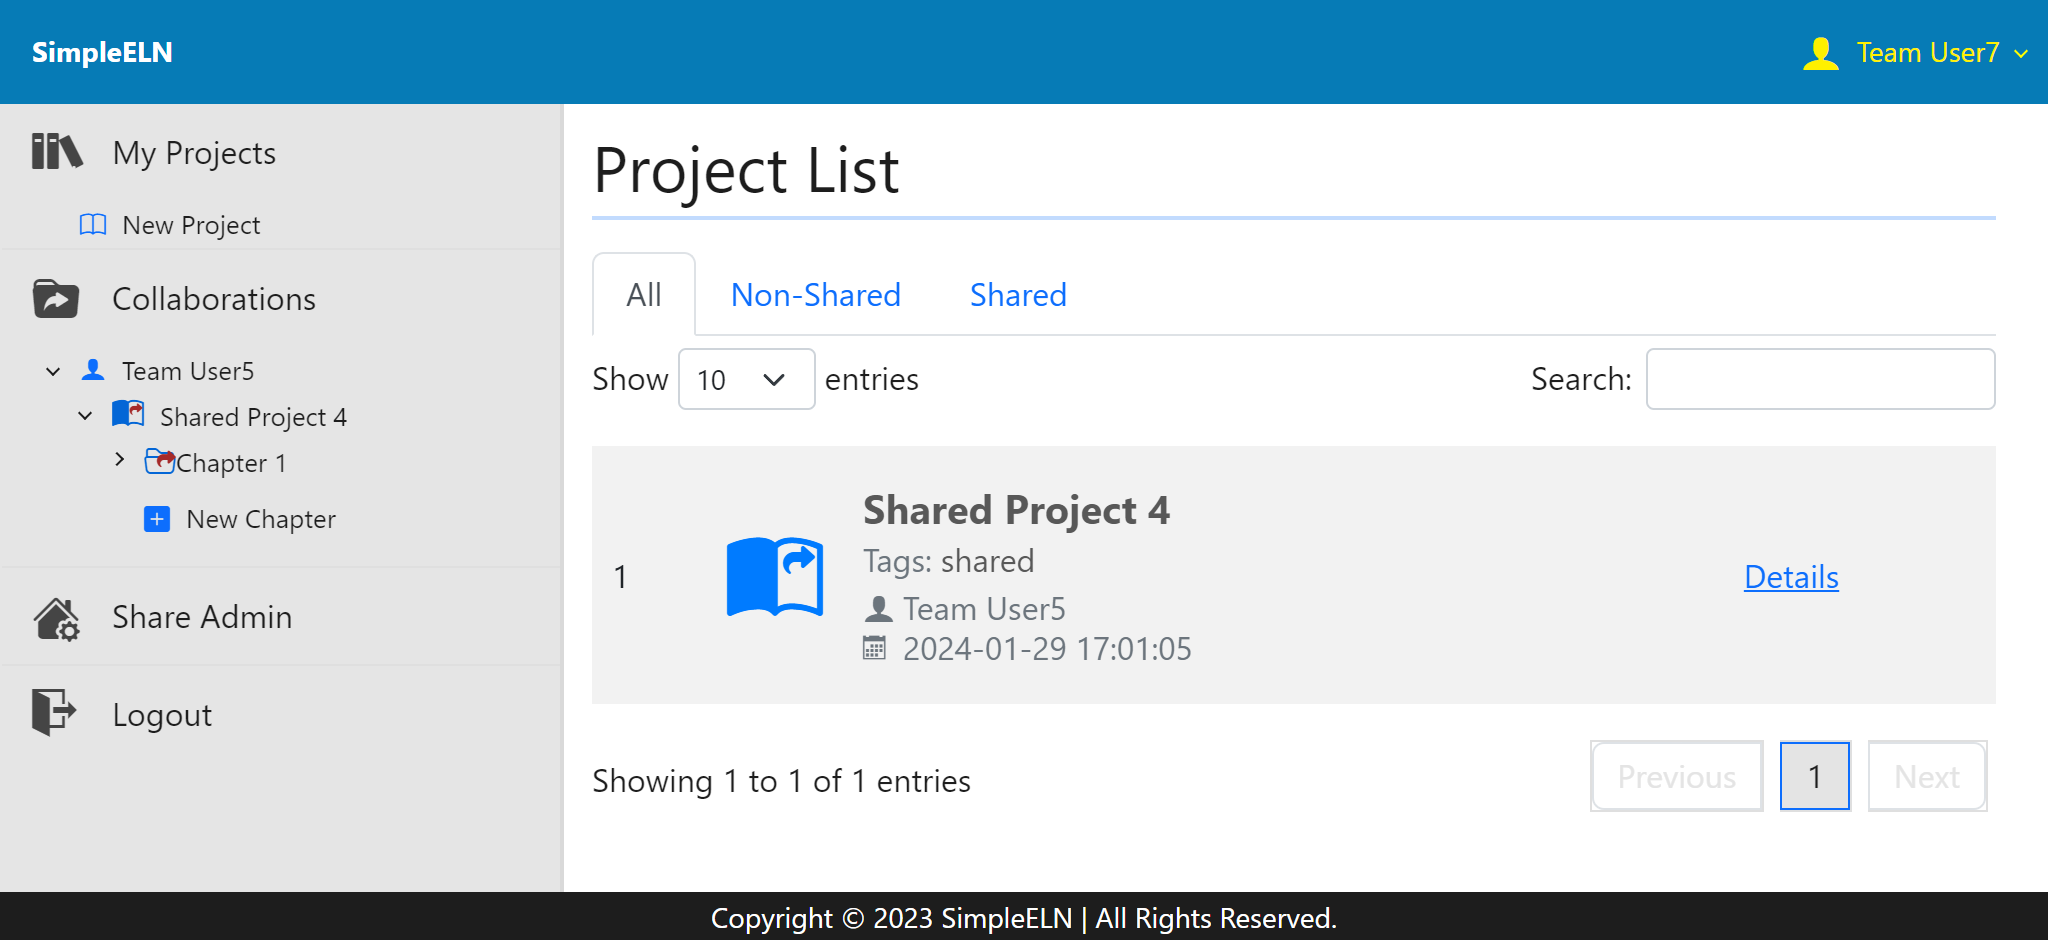 SimpleELN
Team User7
My Projects
New Project
Collaborations
Team User5
Shared Project 4
Chapter 1
New Chapter
Share Admin
Logout
Project List
All Non-Shared Shared
Show 10 entries Search:
1
Shared Project 4
Tags: shared
Team User5
2024-01-29 17:01:05
Details
Showing 1 to 1 of 1 entries
Previous 1 Next
Copyright © 2023 SimpleELN | All Rights Reserved.